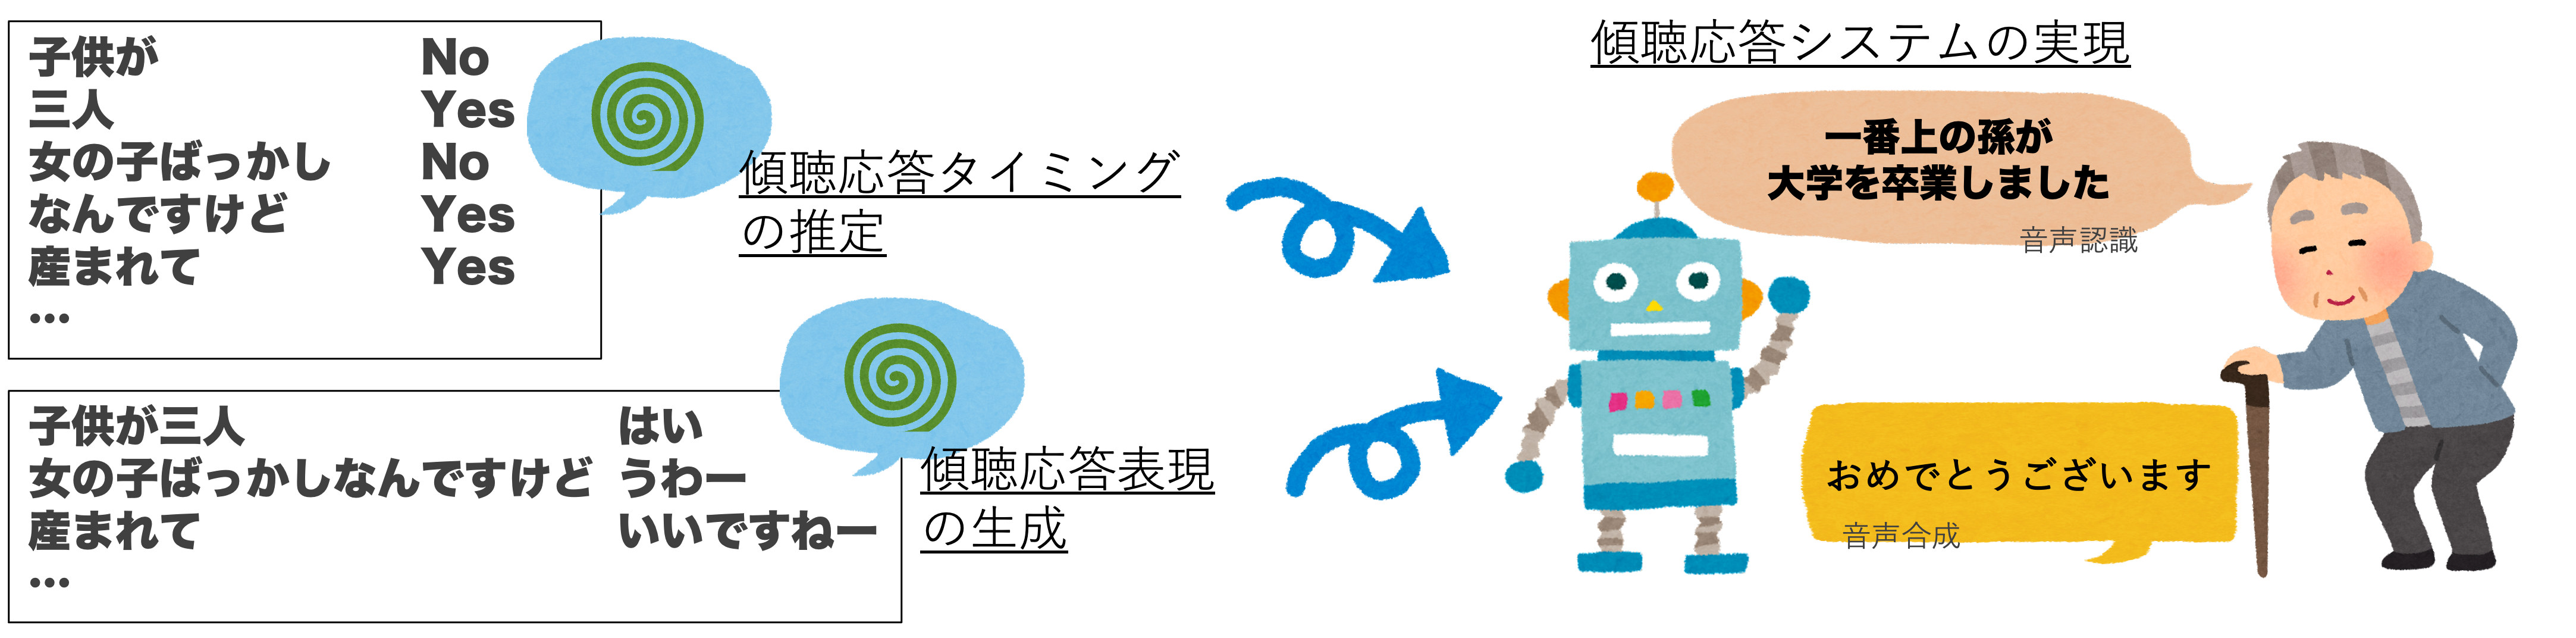 子供が No
三人 Yes
女の子ばっかし No
なんですけど Yes
産まれて Yes
...
傾聴応答タイミング
の推定
子供が三人 はい
女の子ばっかしなんですけど うわー
産まれて いいですねー
...
傾聴応答表現
の生成
傾聴応答システムの実現
一番上の孫が
大学を卒業しました
音声認識
おめでとうございます
音声合成